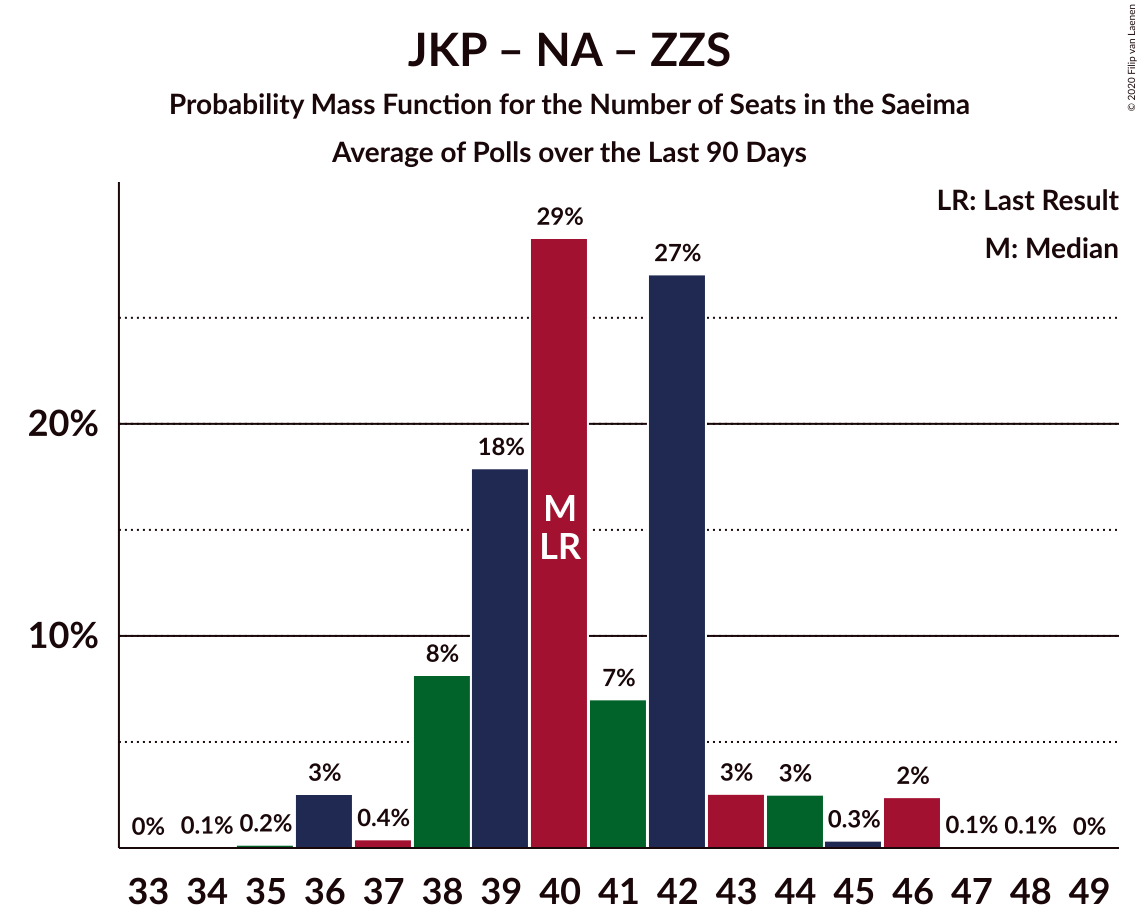 JKP – NA – ZZS
Probability Mass Function for the Number of Seats in the Saeima
Average of Polls over the Last 90 Days
© 2020 Filip van Laenen
LR: Last Result
M: Median
20%
10%
0%
0.1%
0.2%
3%
0.4%
8%
18%
29%
7%
27%
3%
3%
0.3%
2%
0.1%
0.1%
0%
M
LR
33 34 35 36 37 38 39 40 41 42 43 44 45 46 47 48 49